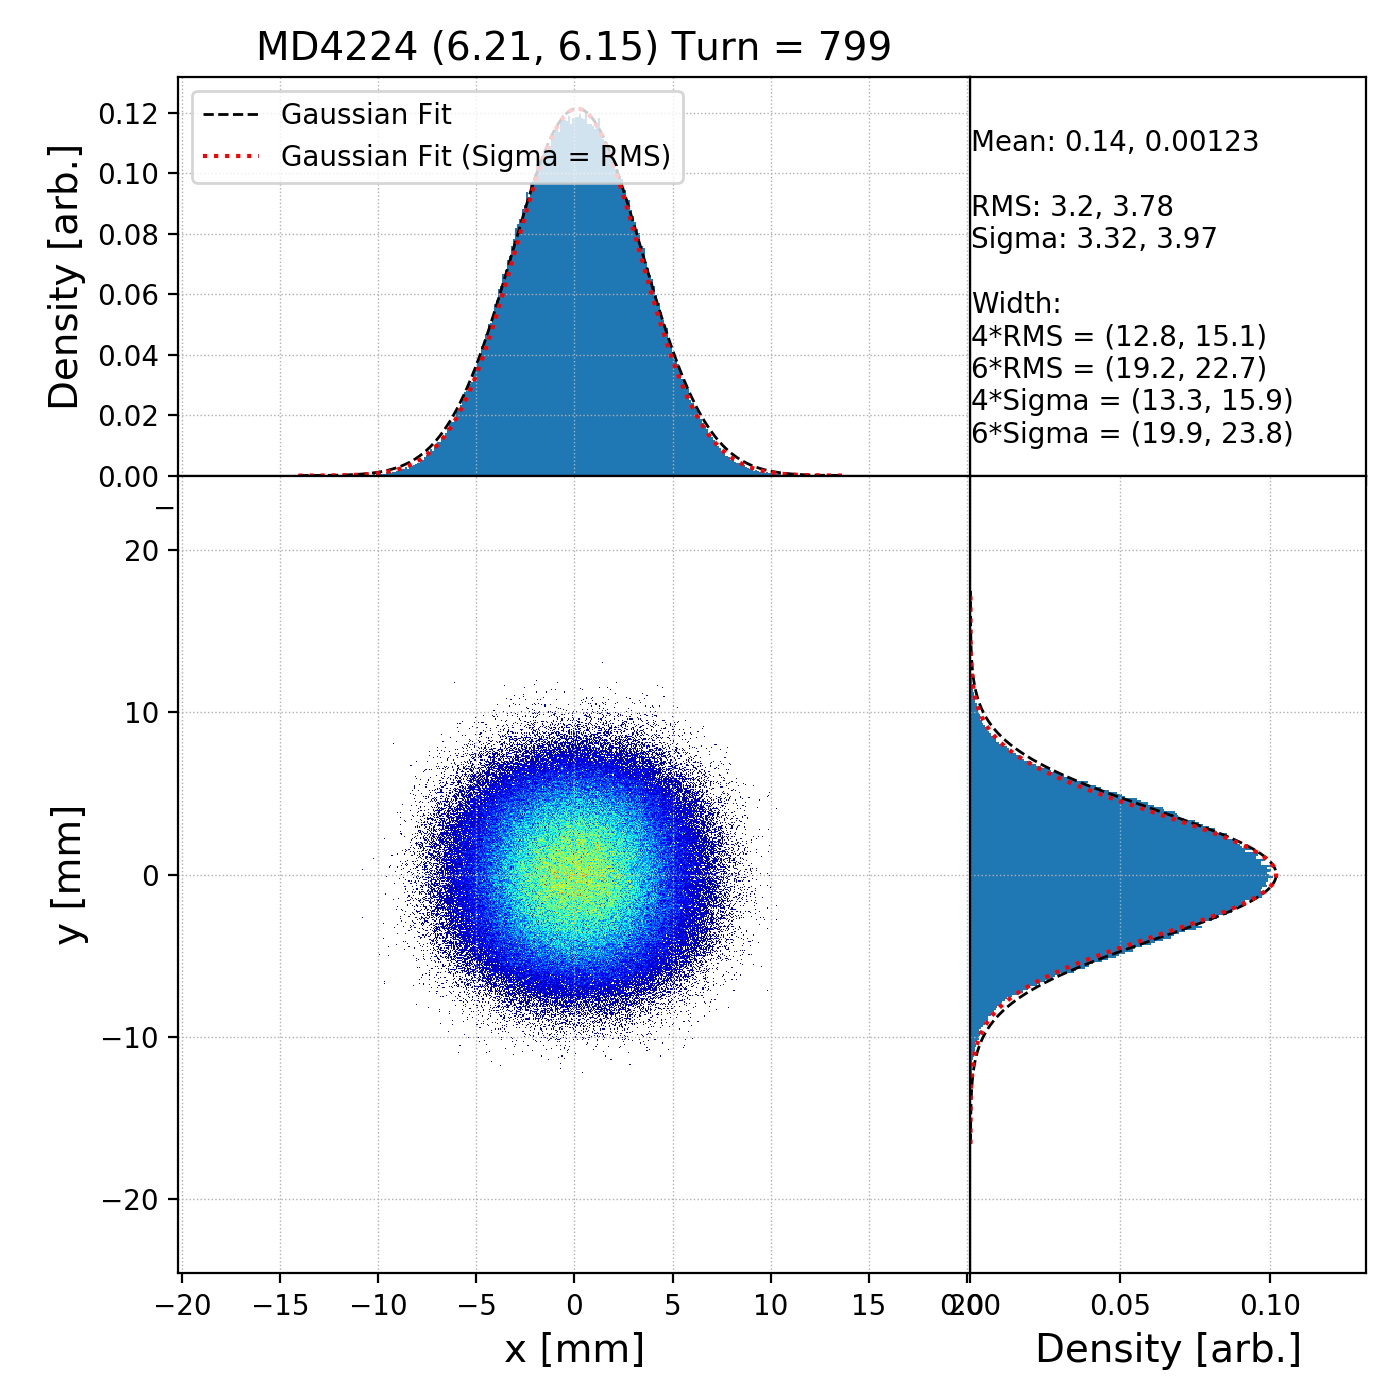 MD4224 (6.21, 6.15) Turn = 799
Gaussian Fit
Gaussian Fit (Sigma = RMS)
Density [arb.]
0.12
0.10
0.08
0.06
0.04
0.02
0.00
Mean: 0.14, 0.00123
RMS: 3.2, 3.78
Sigma: 3.32, 3.97
Width:
4*RMS = (12.8, 15.1)
6*RMS = (19.2, 22.7)
4*Sigma = (13.3, 15.9)
6*Sigma = (19.9, 23.8)
−
y [mm]
20
10
0
−10
−20
−20 −15 −10 −5 0 5 10 15 20
x [mm]
0.00 0.05 0.10
Density [arb.]